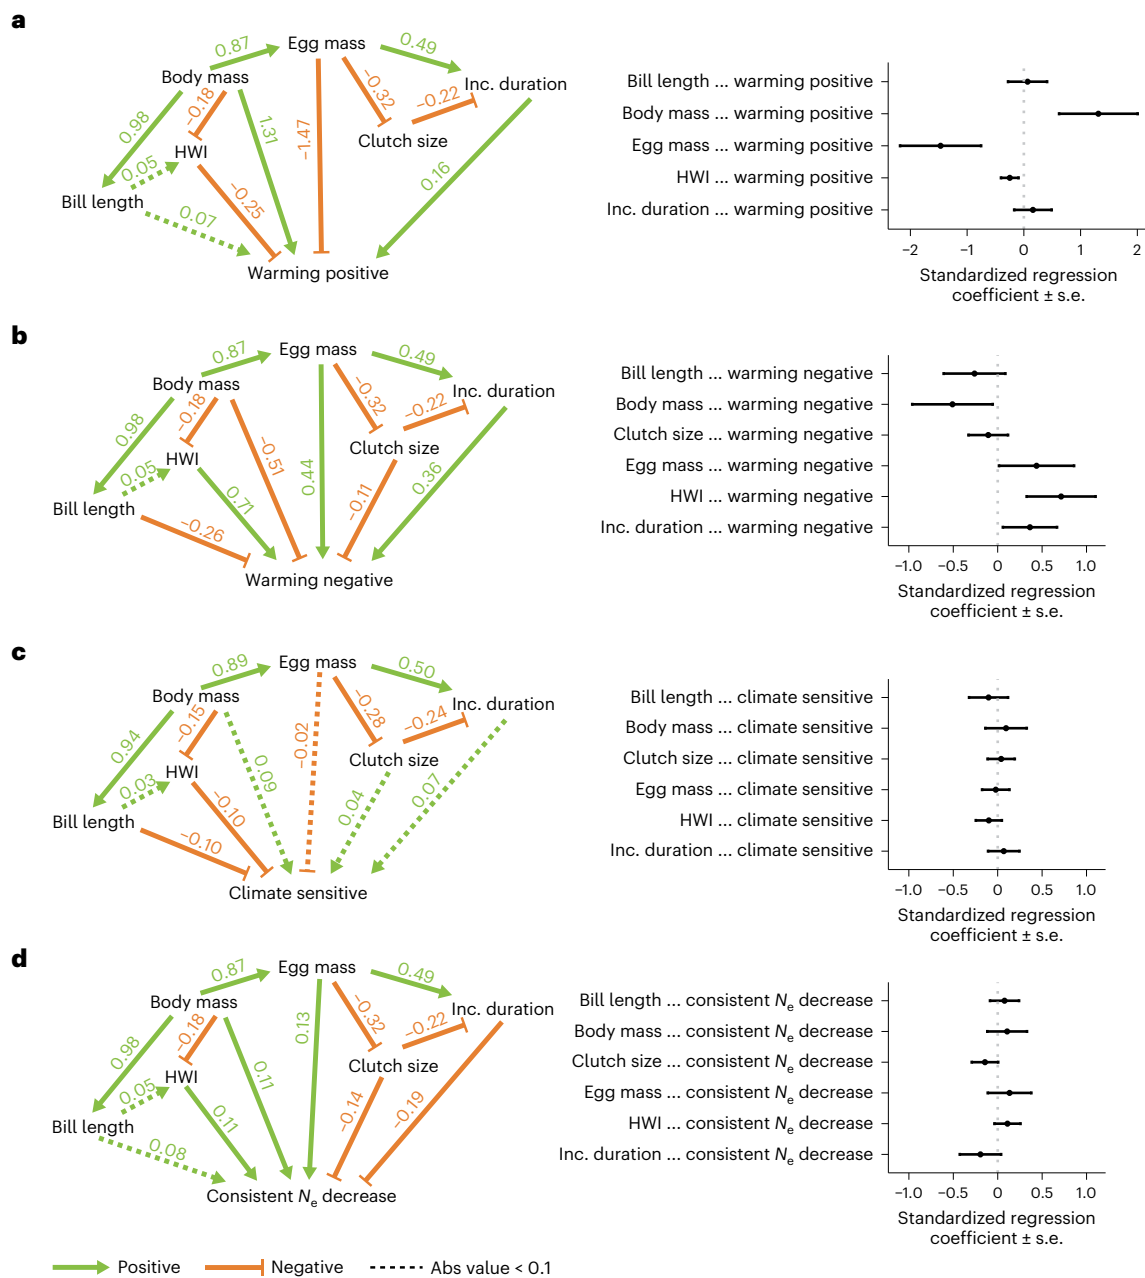 a
Egg mass
Body mass
Inc. duration
Clutch size
HWI
Bill length
Warming positive
0.87
0.49
−0.18
−0.32
−0.22
0.98
1.31
−1.47
0.05
0.16
−0.25
0.07
Bill length ... warming positive
Body mass ... warming positive
Egg mass ... warming positive
HWI ... warming positive
Inc. duration ... warming positive
−2 −1 0 1 2
Standardized regression
coefficient ± s.e.
b
Egg mass
Body mass
Inc. duration
Clutch size
HWI
Bill length
Warming negative
0.87
0.49
−0.18
−0.32
−0.22
0.98
0.05
−0.51
0.44
−0.11
0.36
0.71
−0.26
Bill length ... warming negative
Body mass ... warming negative
Clutch size ... warming negative
Egg mass ... warming negative
HWI ... warming negative
Inc. duration ... warming negative
−1.0 −0.5 0 0.5 1.0
Standardized regression
coefficient ± s.e.
c
Egg mass
Body mass
Inc. duration
Clutch size
HWI
Bill length
Climate sensitive
0.89
0.50
−0.15
−0.28
−0.24
0.94
0.03
0.09
−0.02
0.04
0.07
−0.10
−0.10
Bill length ... climate sensitive
Body mass ... climate sensitive
Clutch size ... climate sensitive
Egg mass ... climate sensitive
HWI ... climate sensitive
Inc. duration ... climate sensitive
−1.0 −0.5 0 0.5 1.0
Standardized regression
coefficient ± s.e.
d
Egg mass
Body mass
Inc. duration
Clutch size
HWI
Bill length
Consistent Ne decrease
0.87
0.49
−0.18
−0.32
−0.22
0.98
0.05
0.11
0.13
−0.14
−0.19
0.11
0.08
Bill length ... consistent Ne decrease
Body mass ... consistent Ne decrease
Clutch size ... consistent Ne decrease
Egg mass ... consistent Ne decrease
HWI ... consistent Ne decrease
Inc. duration ... consistent Ne decrease
−1.0 −0.5 0 0.5 1.0
Standardized regression
coefficient ± s.e.
Positive Negative Abs value < 0.1